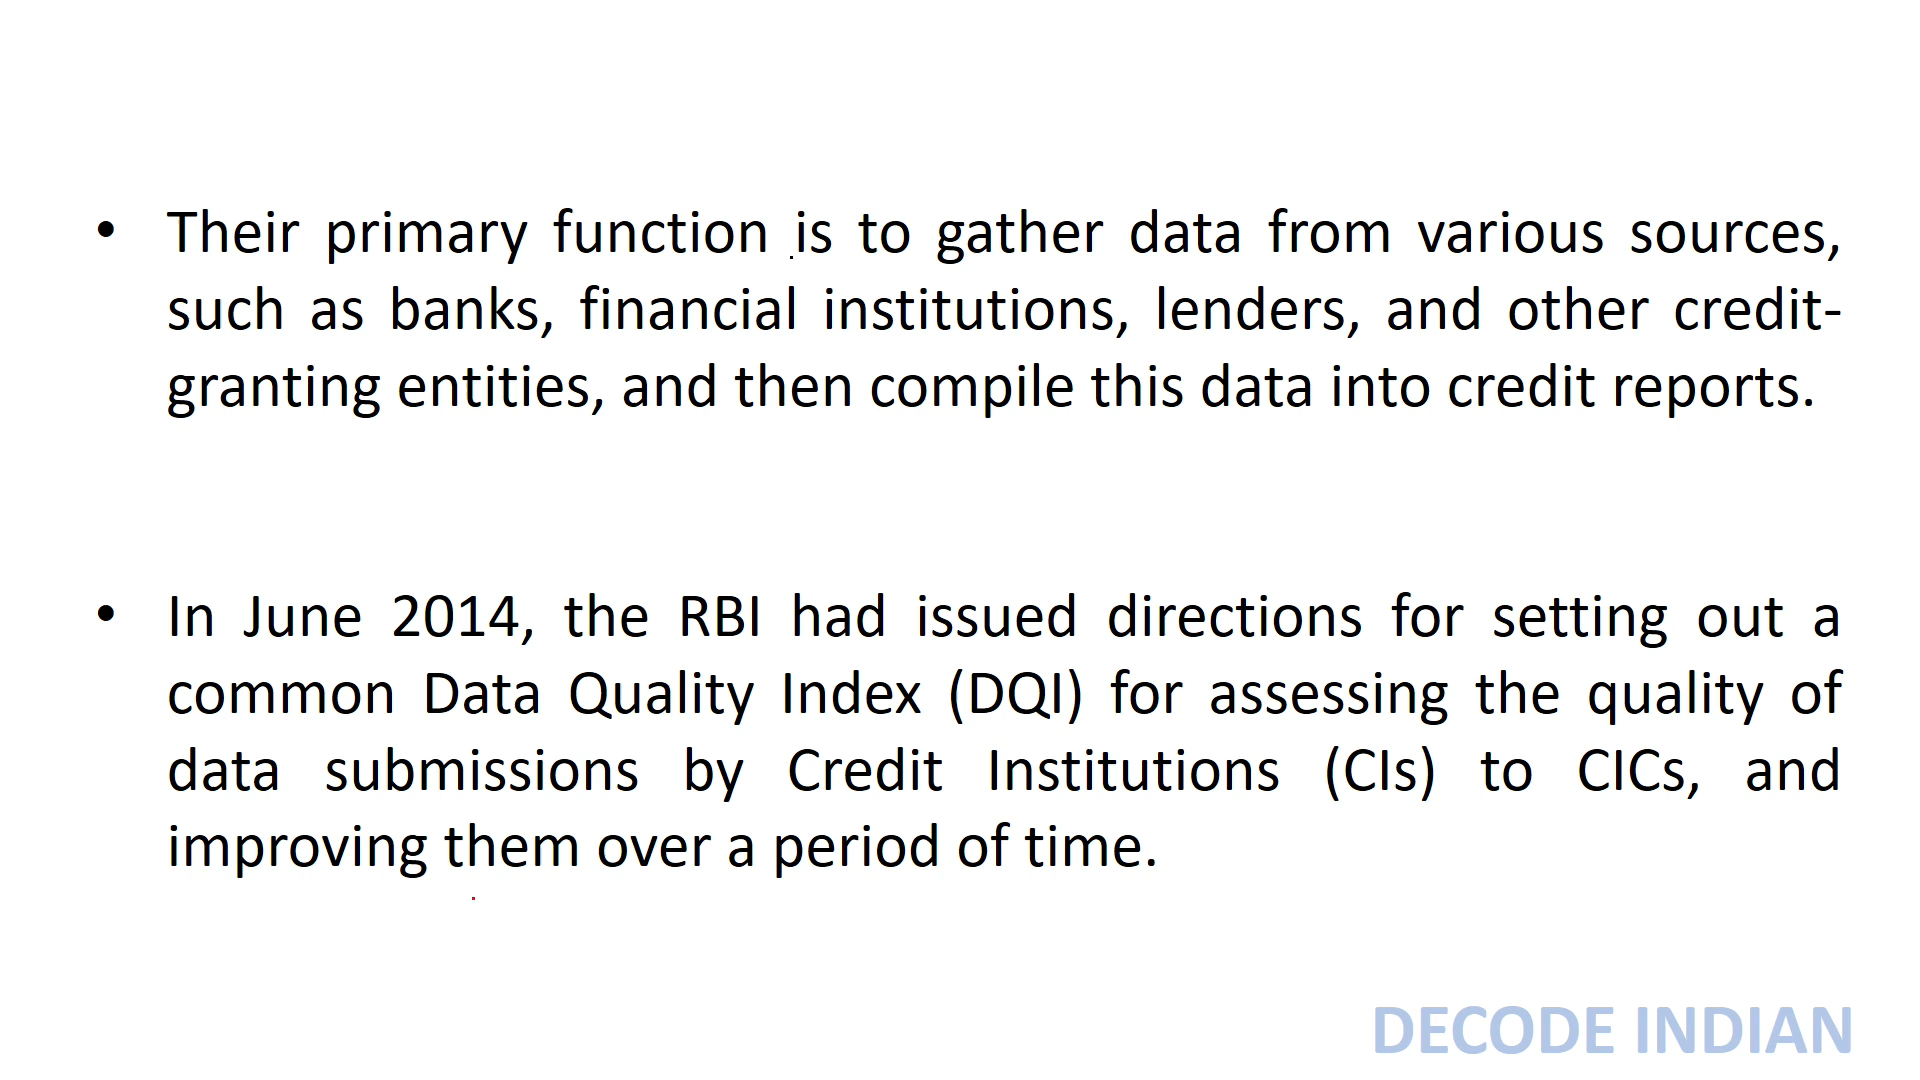 • Their primary function is to gather data from various sources,
such as banks, financial institutions, lenders, and other credit-
granting entities, and then compile this data into credit reports.
• In June 2014, the RBI had issued directions for setting out a
common Data Quality Index (DQI) for assessing the quality of
data submissions by Credit Institutions (CIs) to CICs, and
improving them over a period of time.
DECODE INDIAN